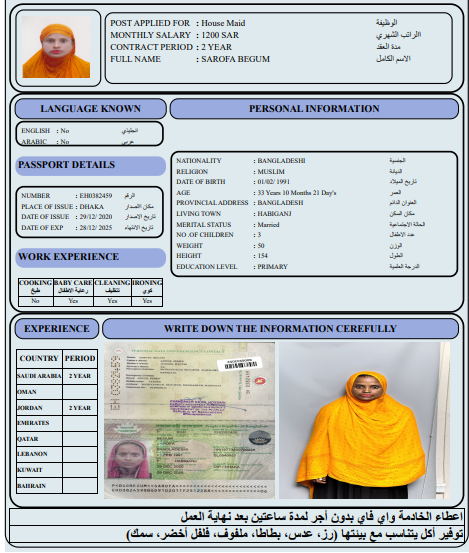 POST APPLIED FOR : House Maid الوظيفة
MONTHLY SALARY : 1200 SAR االراتب الشهري
CONTRACT PERIOD : 2 YEAR مدة العقد
FULL NAME : SAROFA BEGUM الاسم الكامل
LANGUAGE KNOWN
ENGLISH : No انجليزي
ARABIC : No عربي
PASSPORT DETAILS
NUMBER : EH0382459 الرقم
PLACE OF ISSUE : DHAKA مكان الاصدار
DATE OF ISSUE : 29/12/2020 تاريخ الاصدار
DATE OF EXP : 28/12/2025 تاريخ الانتهاء
WORK EXPERIENCE
COOKING BABY CARE CLEANING IRONING
طبخ رعاية الاطفال تنظيف كوي
No Yes Yes Yes
PERSONAL INFORMATION
NATIONALITY : BANGLADESHI الجنسية
RELIGION : MUSLIM الديانة
DATE OF BIRTH : 01/02/ 1991 تاريخ الميلاد
AGE : 33 Years 10 Months 21 Day's العمر
PROVINCIAL ADDRESS : BANGLADESH العنوان الدائم
LIVING TOWN : HABIGANJ مكان السكن
MERITAL STATUS : Married الحالة الاجتماعية
NO .OF CHILDREN : 3 عدد الاطفال
WEIGHT : 50 الوزن
HEIGHT : 154 الطول
EDUCATION LEVEL : PRIMARY الدرجة العلمية
EXPERIENCE
COUNTRY PERIOD
SAUDI ARABIA 2 YEAR
OMAN
JORDAN 2 YEAR
EMIRATES
QATAR
LEBANON
KUWAIT
BAHRAIN
WRITE DOWN THE INFORMATION CEREFULLY
اعطاء الخادمة واي فاي بدون أجر لمدة ساعتين بعد نهاية العمل
توفير أكل يتناسب مع بيئتها (رز، عدس، بطاطا، ملفوف، فلفل أخضر، سمك)